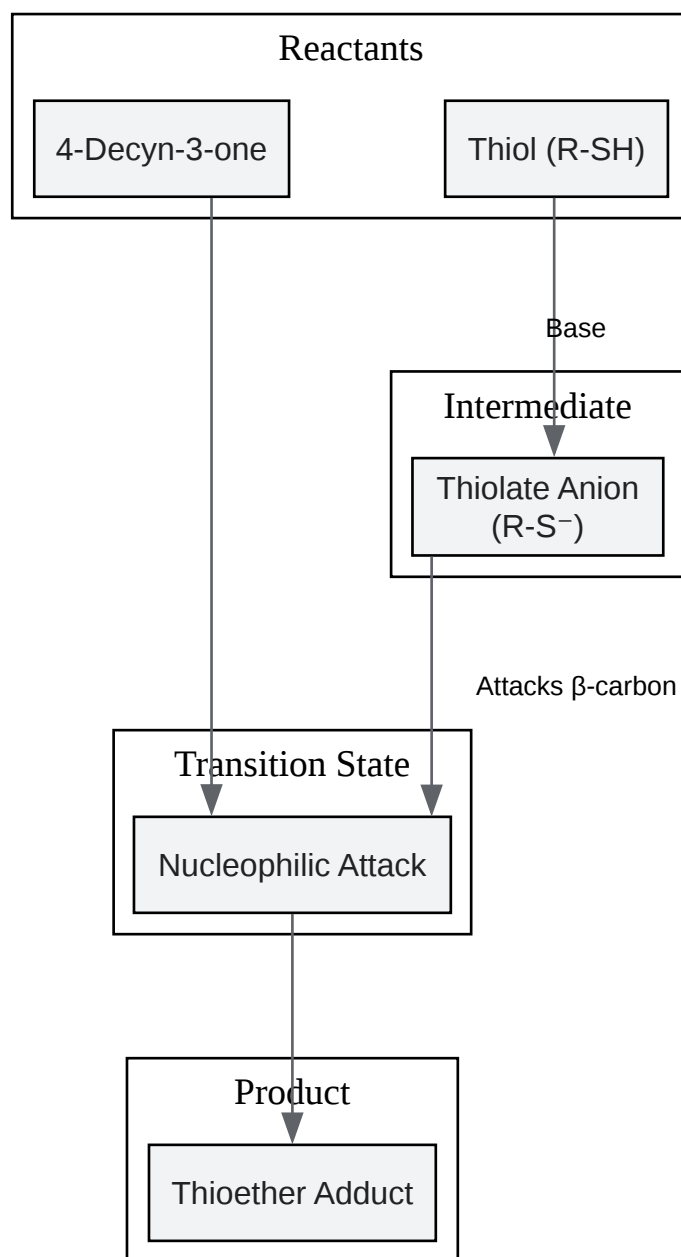 Reactants
4-Decyn-3-one
Thiol (R-SH)
Base
Intermediate
Thiolate Anion
(R-S⁻)
Attacks β-carbon
Transition State
Nucleophilic Attack
Product
Thioether Adduct